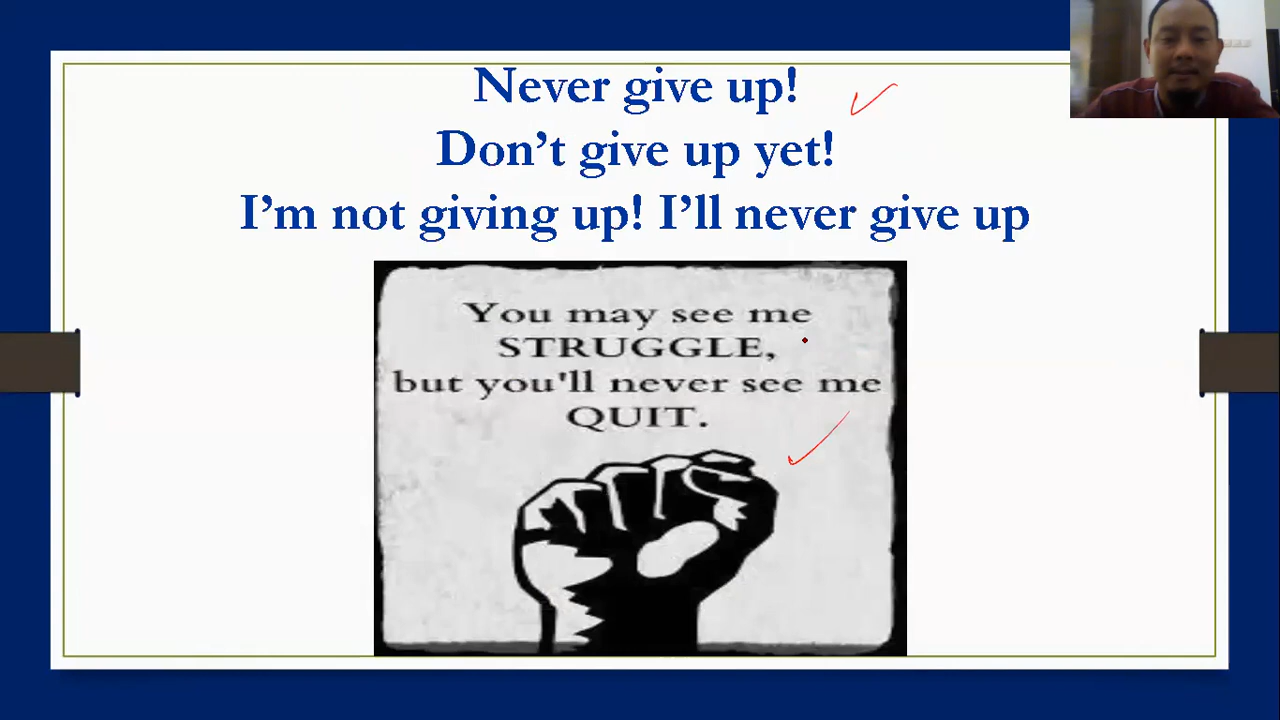 Never give up!
Don’t give up yet!
I’m not giving up! I’ll never give up
You may see me
STRUGGLE,
but you'll never see me
QUIT.